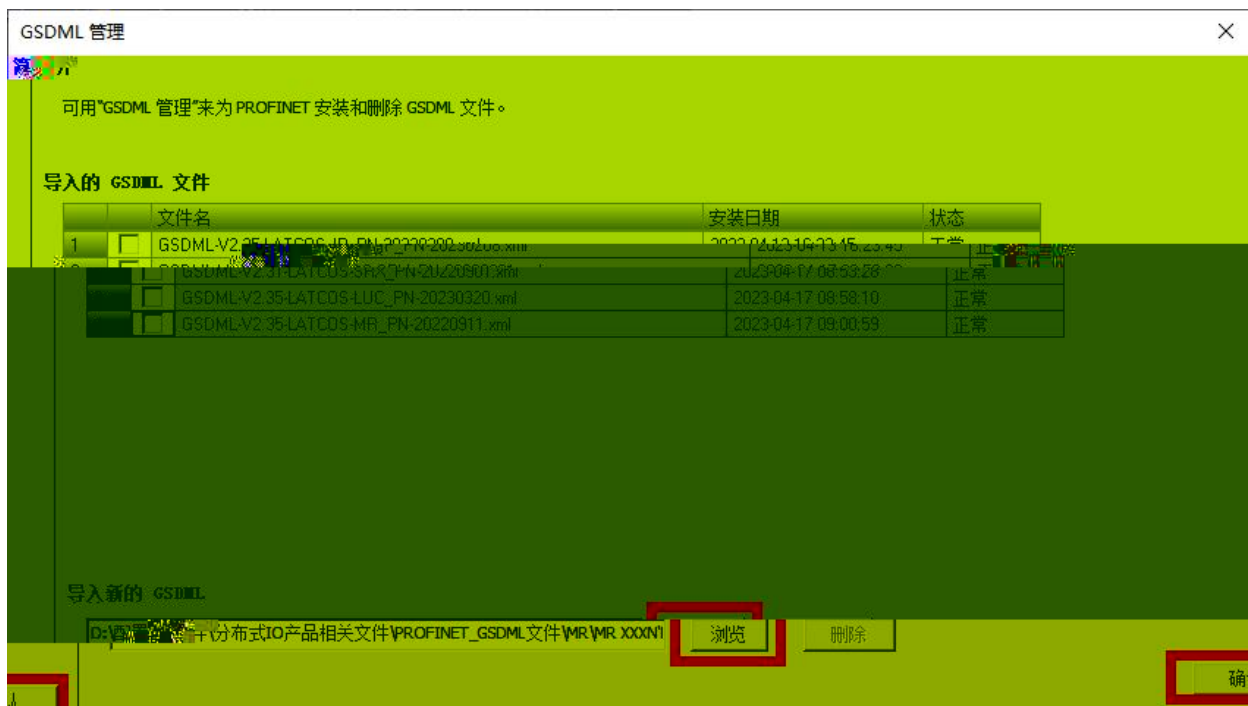 GSDML 管理
可用"GSDML 管理"来为 PROFINET 安装和删除 GSDML 文件。
导入的 GSDML 文件
文件名 安装日期 状态
1
正常
GSDML-V2.35-LATCOS-LUC_PN-20230320.xml 2023-04-17 08:58:10 正常
GSDML-V2.35-LATCOS-MR_PN-20220911.xml 2023-04-17 09:00:59 正常
导入新的 GSDML
分布式IO产品相关文件\PROFINET_GSDML文件\MR\MR XXXN 浏览 删除